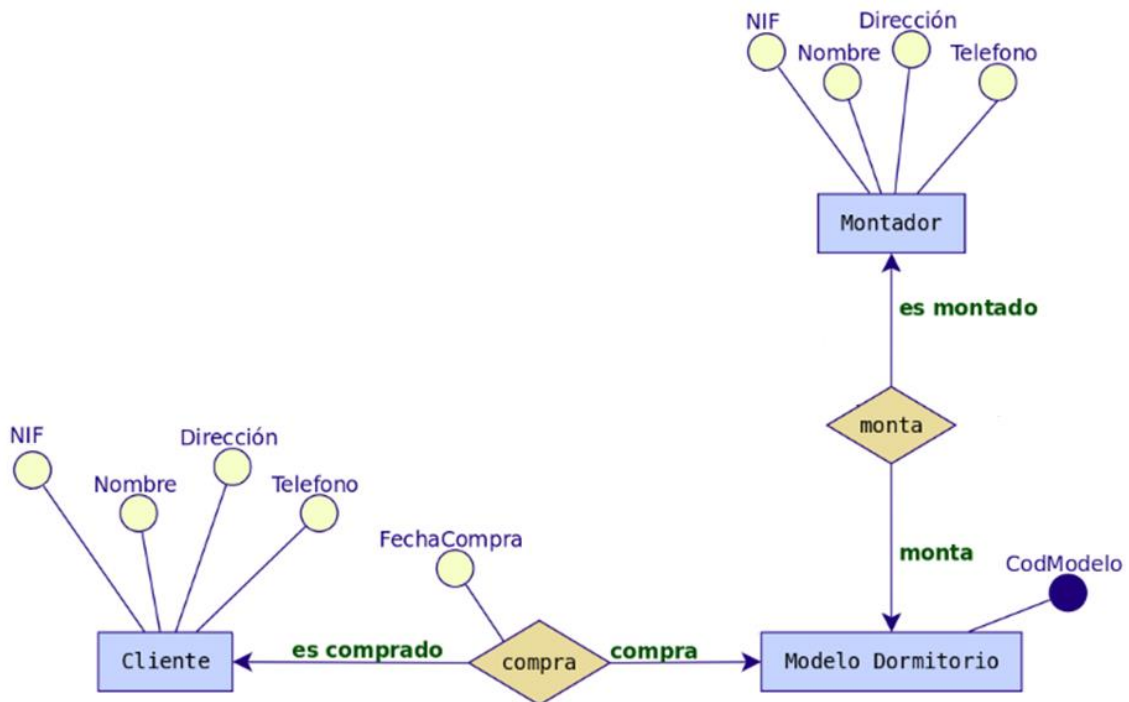 NIF
Nombre
Dirección
Telefono
Montador
es montado
monta
monta
CodModelo
Modelo Dormitorio
NIF
Nombre
Dirección
Telefono
Cliente
es comprado
FechaCompra
compra
compra